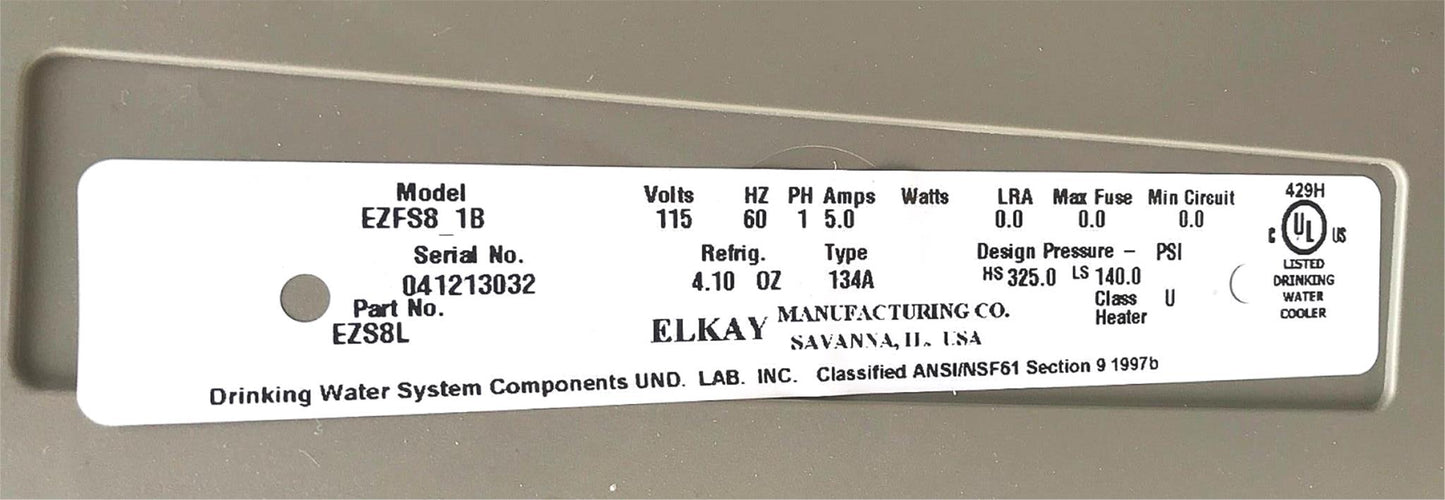 Model Volts HZ PH Amps Watts LRA Max Fuse Min Circuit
EZFS8_1B 115 60 1 5.0 0.0 0.0 0.0
Serial No. Refrig. Type Design Pressure – PSI
041213032 4.10 OZ 134A HS 325.0 LS 140.0
Part No. Class U
EZS8L Heater
ELKAY MANUFACTURING CO.
SAVANNA, IL. USA
Drinking Water System Components UND. LAB. INC. Classified ANSI/NSF61 Section 9 1997b
429H
C UL US
LISTED
DRINKING
WATER
COOLER